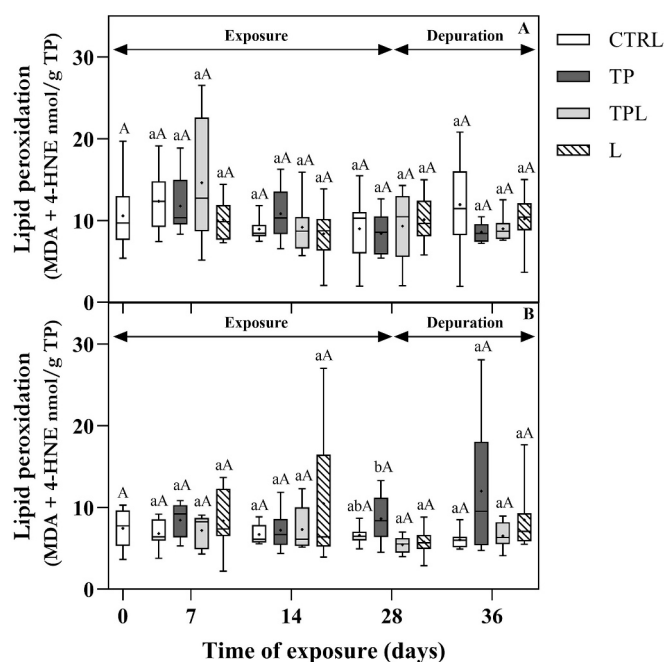 Exposure Depuration A
Lipid peroxidation
(MDA + 4-HNE nmol/g TP)
30
20
10
0
A aA aA aA aA aA aA aA aA aA aA aA aA aA aA aA aA
CTRL
TP
TPL
L
Exposure Depuration B
Lipid peroxidation
(MDA + 4-HNE nmol/g TP)
30
20
10
0
A aA aA aA aA aA aA aA aA abA bA aA aA aA aA aA aA
0 7 14 28 36
Time of exposure (days)